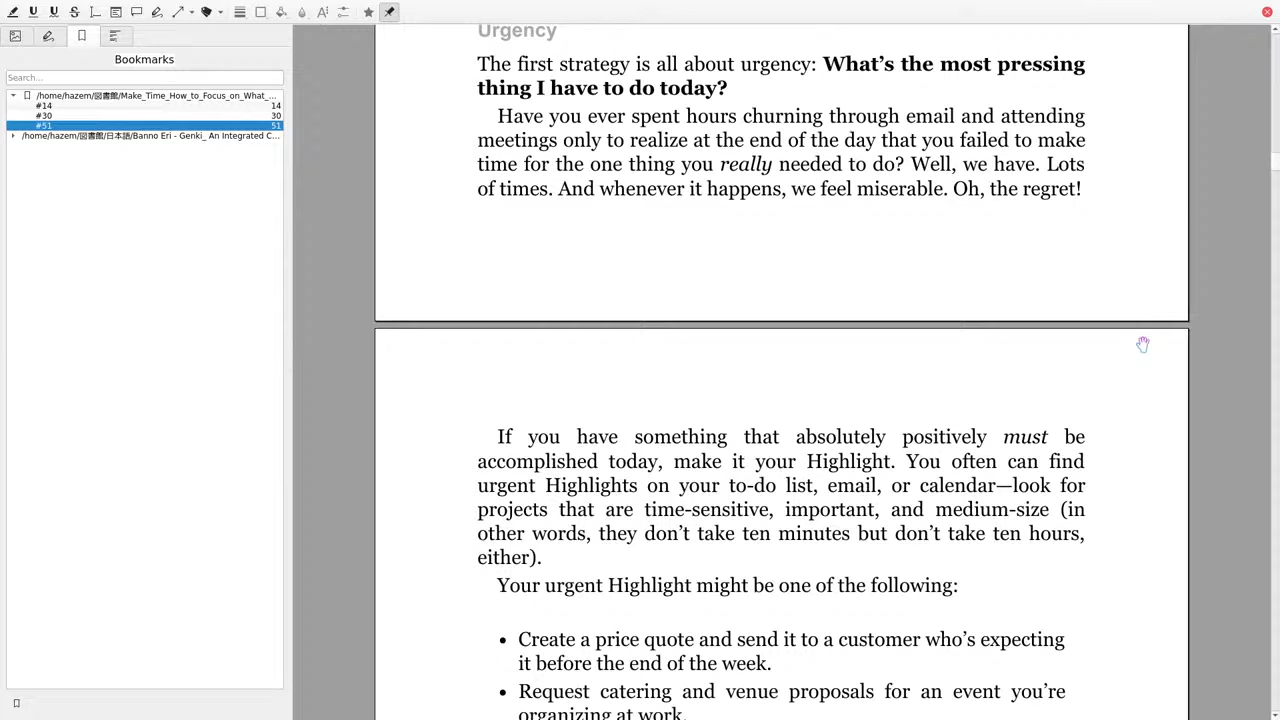 Bookmarks
Search...
/home/hazem/図書館/Make_Time_How_to_Focus_on_What_...
#14 14
#30 30
#51 51
/home/hazem/図書館/日本語/Banno Eri - Genki_ An Integrated C...
Urgency
The first strategy is all about urgency: What’s the most pressing
thing I have to do today?
Have you ever spent hours churning through email and attending
meetings only to realize at the end of the day that you failed to make
time for the one thing you really needed to do? Well, we have. Lots
of times. And whenever it happens, we feel miserable. Oh, the regret!
If you have something that absolutely positively must be
accomplished today, make it your Highlight. You often can find
urgent Highlights on your to-do list, email, or calendar—look for
projects that are time-sensitive, important, and medium-size (in
other words, they don’t take ten minutes but don’t take ten hours,
either).
Your urgent Highlight might be one of the following:
• Create a price quote and send it to a customer who’s expecting
it before the end of the week.
• Request catering and venue proposals for an event you’re
organizing at work.